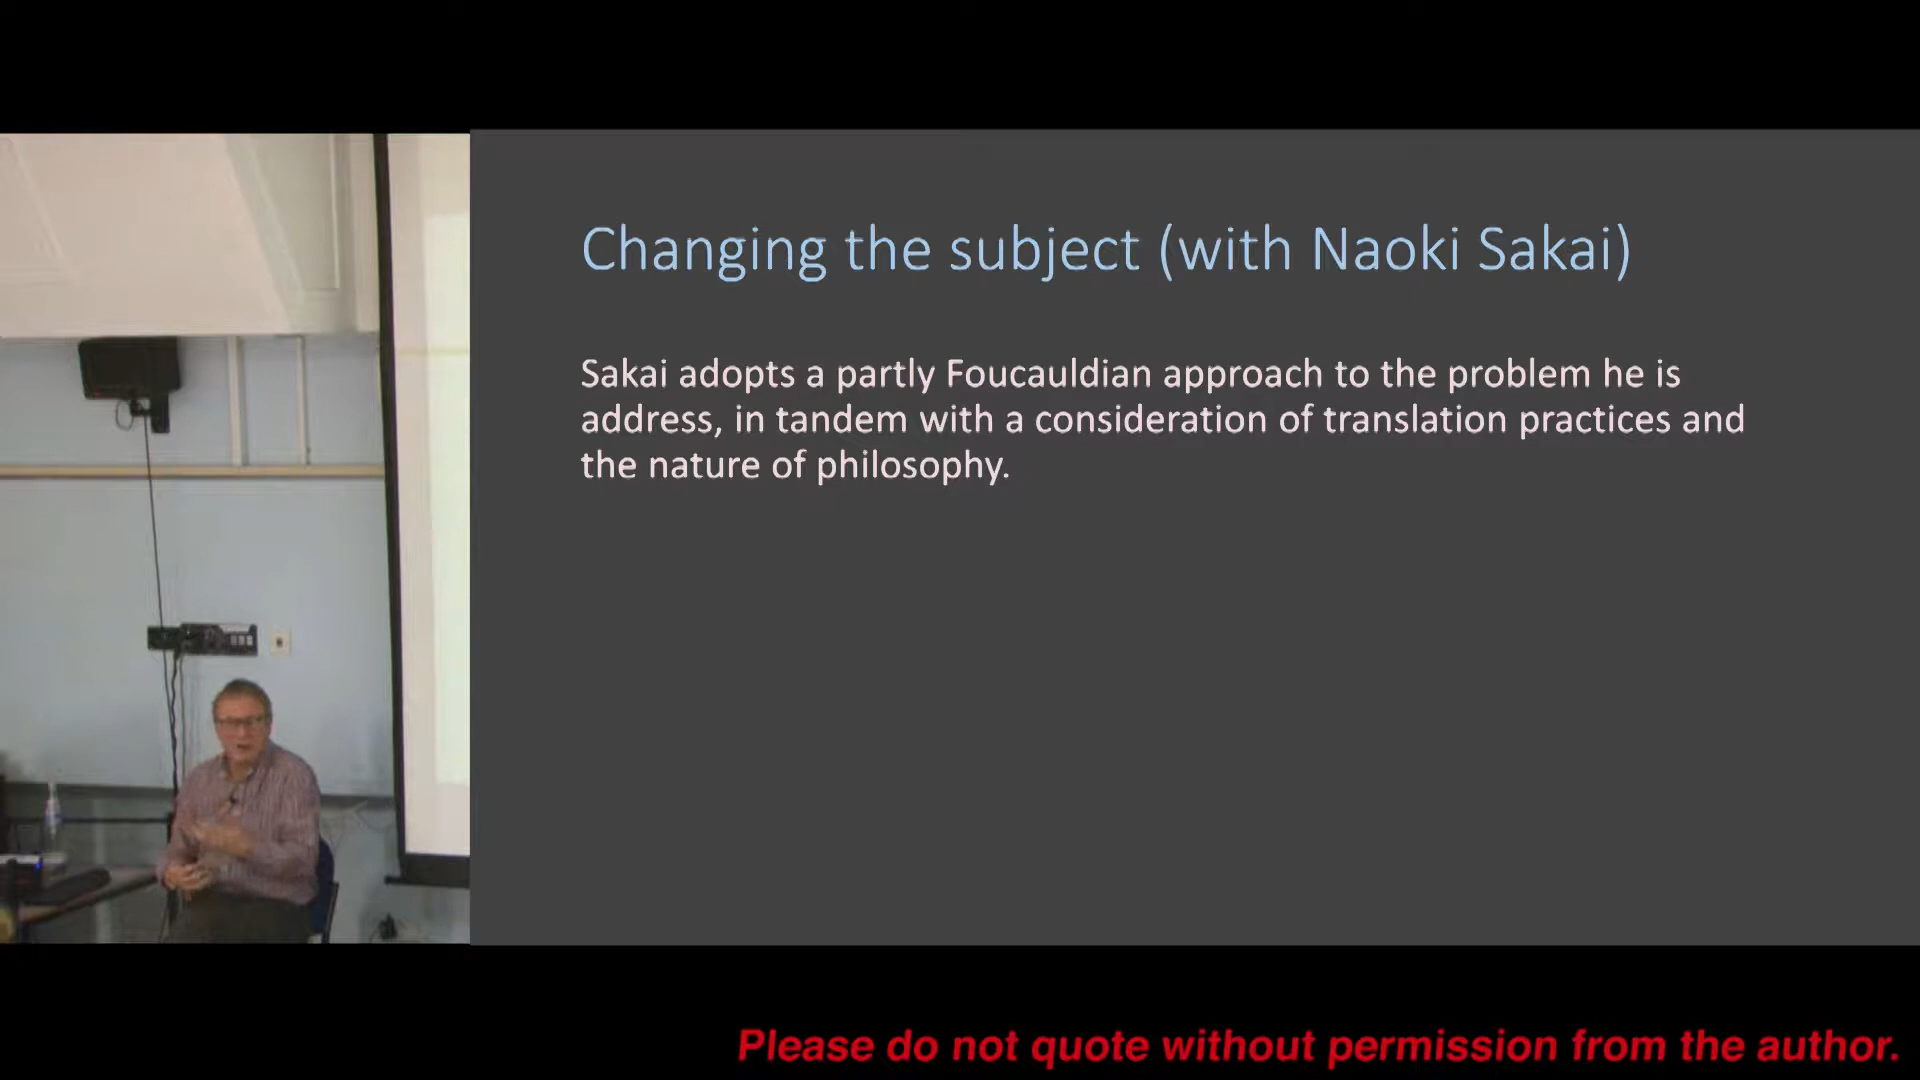 Changing the subject (with Naoki Sakai)
Sakai adopts a partly Foucauldian approach to the problem he is
address, in tandem with a consideration of translation practices and
the nature of philosophy.
Please do not quote without permission from the author.